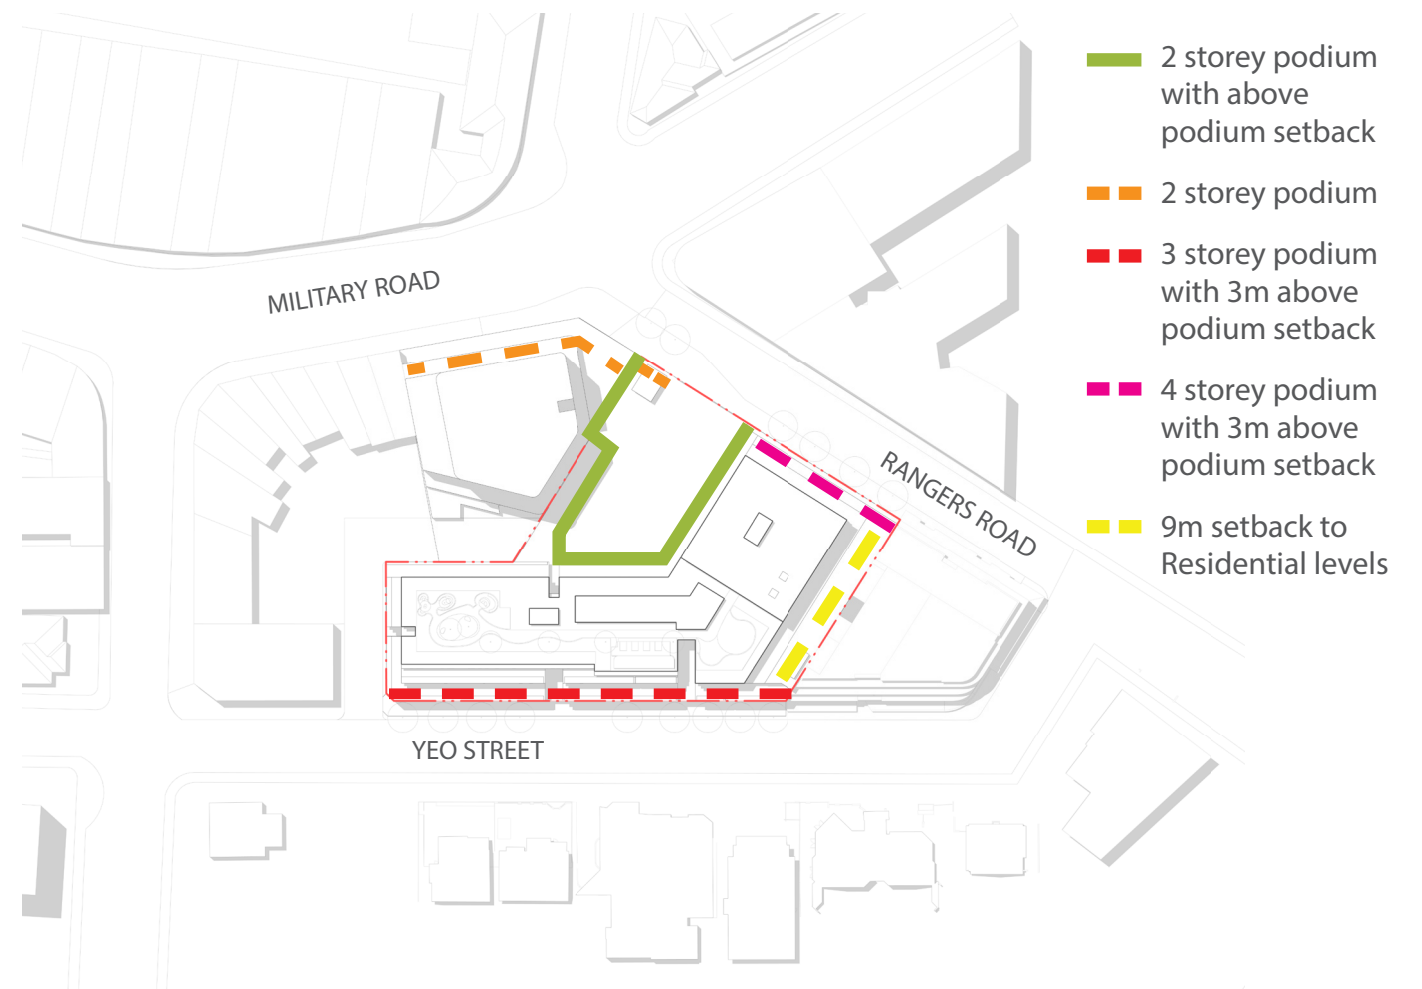 2 storey podium
with above
podium setback
2 storey podium
3 storey podium
with 3m above
podium setback
4 storey podium
with 3m above
podium setback
9m setback to
Residential levels
MILITARY ROAD
RANGERS ROAD
YEO STREET